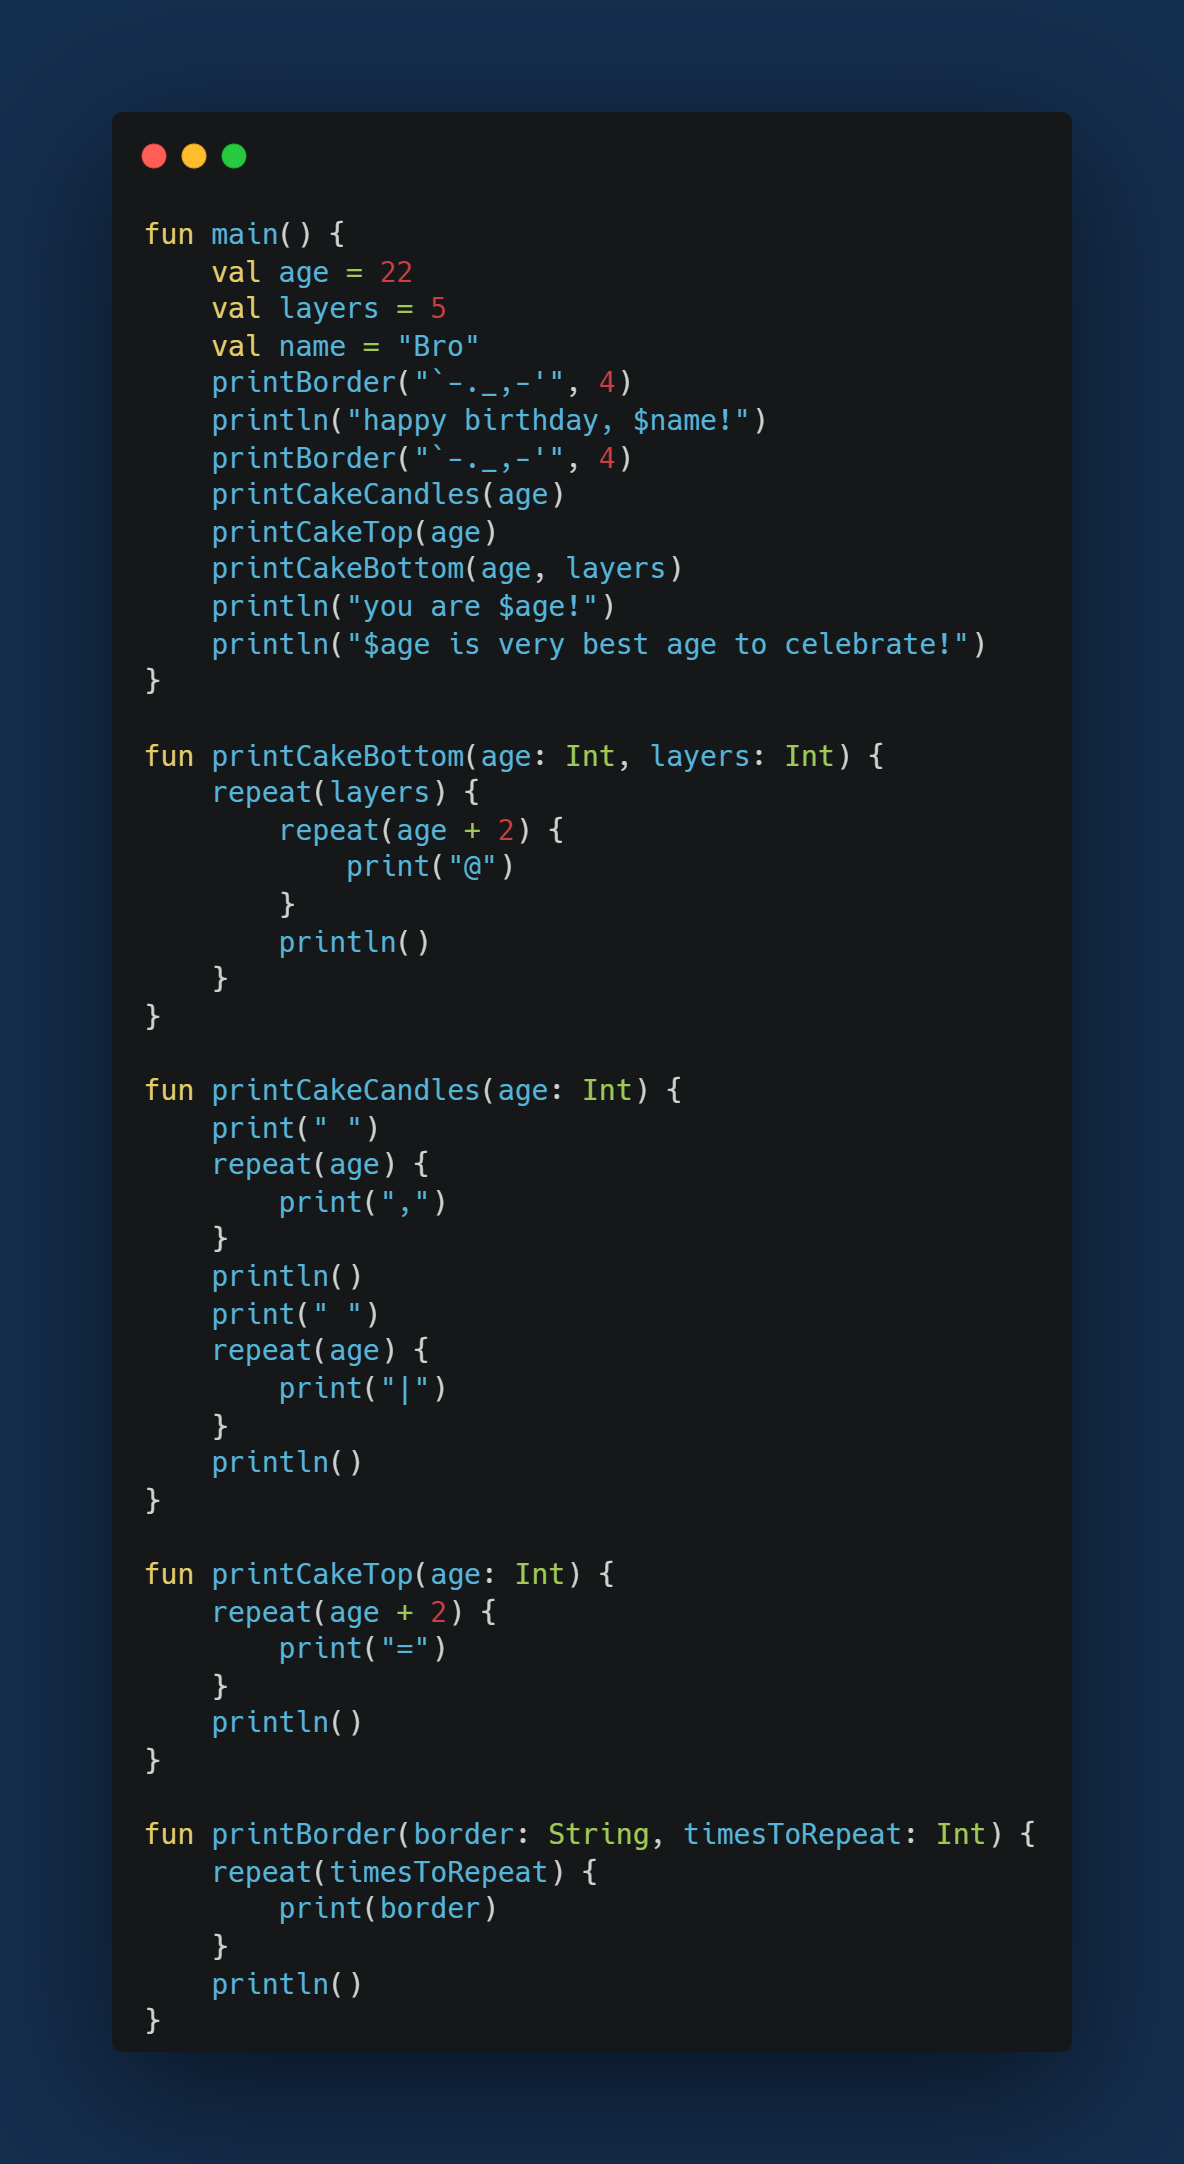 fun main() {
    val age = 22
    val layers = 5
    val name = "Bro"
    printBorder("`-._,-'", 4)
    println("happy birthday, $name!")
    printBorder("`-._,-'", 4)
    printCakeCandles(age)
    printCakeTop(age)
    printCakeBottom(age, layers)
    println("you are $age!")
    println("$age is very best age to celebrate!")
}

fun printCakeBottom(age: Int, layers: Int) {
    repeat(layers) {
        repeat(age + 2) {
            print("@")
        }
        println()
    }
}

fun printCakeCandles(age: Int) {
    print(" ")
    repeat(age) {
        print(",")
    }
    println()
    print(" ")
    repeat(age) {
        print("|")
    }
    println()
}

fun printCakeTop(age: Int) {
    repeat(age + 2) {
        print("=")
    }
    println()
}

fun printBorder(border: String, timesToRepeat: Int) {
    repeat(timesToRepeat) {
        print(border)
    }
    println()
}